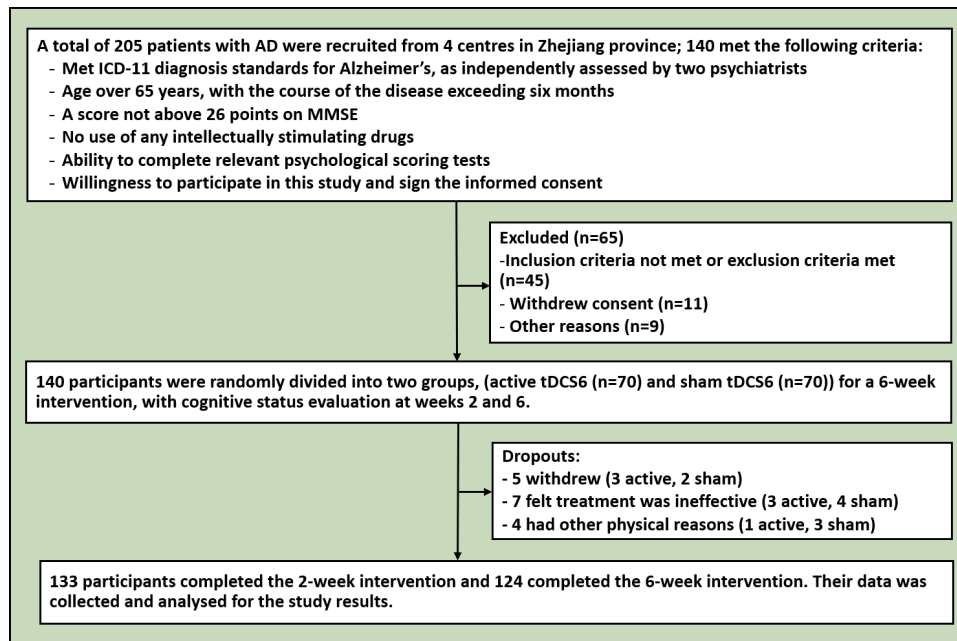 A total of 205 patients with AD were recruited from 4 centres in Zhejiang province; 140 met the following criteria:
- Met ICD-11 diagnosis standards for Alzheimer's, as independently assessed by two psychiatrists
- Age over 65 years, with the course of the disease exceeding six months
- A score not above 26 points on MMSE
- No use of any intellectually stimulating drugs
- Ability to complete relevant psychological scoring tests
- Willingness to participate in this study and sign the informed consent
Excluded (n=65)
-Inclusion criteria not met or exclusion criteria met
(n=45)
- Withdrew consent (n=11)
- Other reasons (n=9)
140 participants were randomly divided into two groups, (active tDCS6 (n=70) and sham tDCS6 (n=70)) for a 6-week
intervention, with cognitive status evaluation at weeks 2 and 6.
Dropouts:
- 5 withdrew (3 active, 2 sham)
- 7 felt treatment was ineffective (3 active, 4 sham)
- 4 had other physical reasons (1 active, 3 sham)
133 participants completed the 2-week intervention and 124 completed the 6-week intervention. Their data was
collected and analysed for the study results.